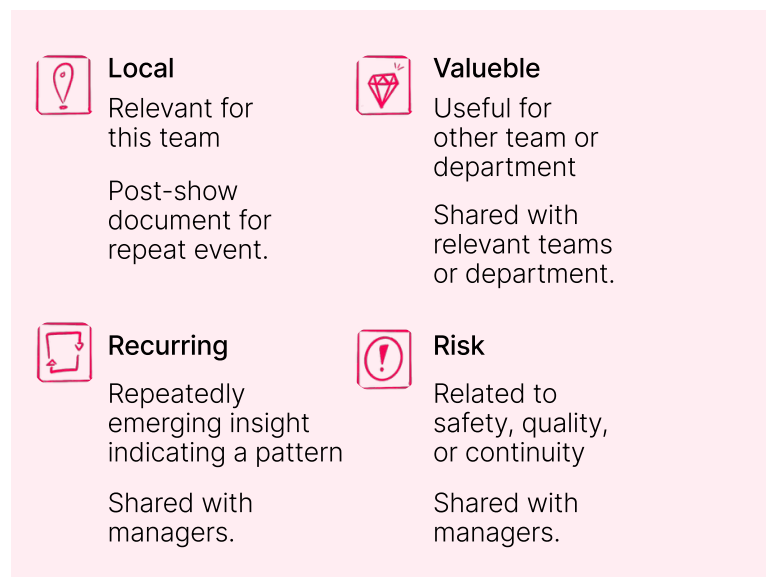 Local
Relevant for
this team
Post-show
document for
repeat event.
Valueble
Useful for
other team or
department
Shared with
relevant teams
or department.
Recurring
Repeatedly
emerging insight
indicating a pattern
Shared with
managers.
Risk
Related to
safety, quality,
or continuity
Shared with
managers.